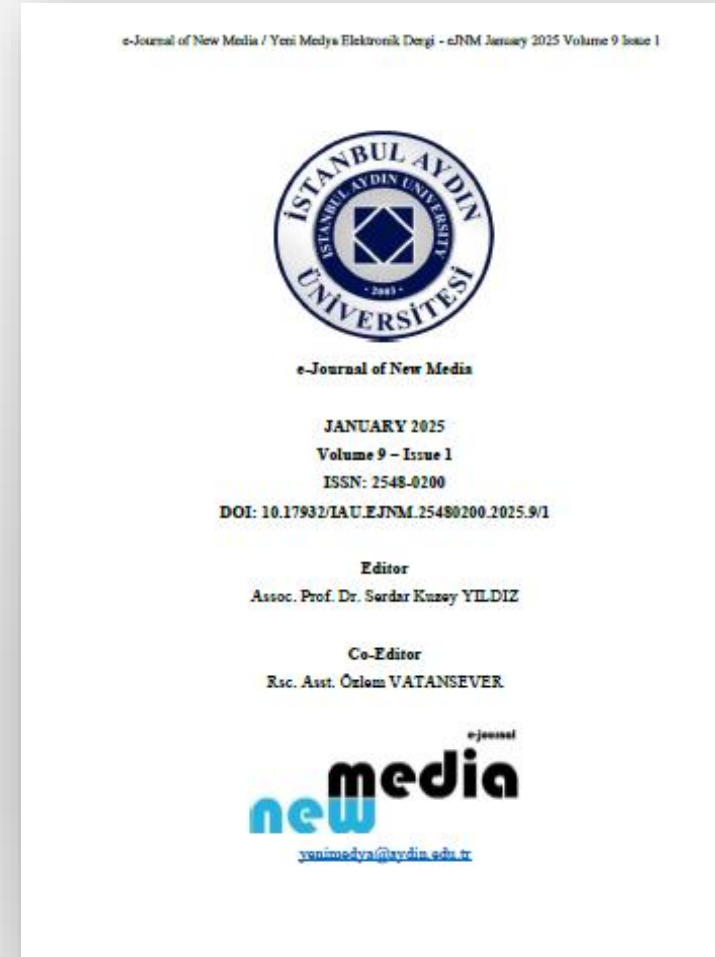 e-Journal of New Media / Yeni Medya Elektronik Dergi - eJNM January 2025 Volume 9 Issue 1
İSTANBUL AYDIN ÜNİVERSİTESİ
ISTANBUL AYDIN UNIVERSITY
· 2003 ·
e-Journal of New Media
JANUARY 2025
Volume 9 – Issue 1
ISSN: 2548-0200
DOI: 10.17932/IAU.EJNM.25480200.2025.9/1
Editor
Assoc. Prof. Dr. Serdar Kuzey YILDIZ
Co-Editor
Rsc. Asst. Özlem VATANSEVER
e-journal
media
new
yenimedya@aydin.edu.tr